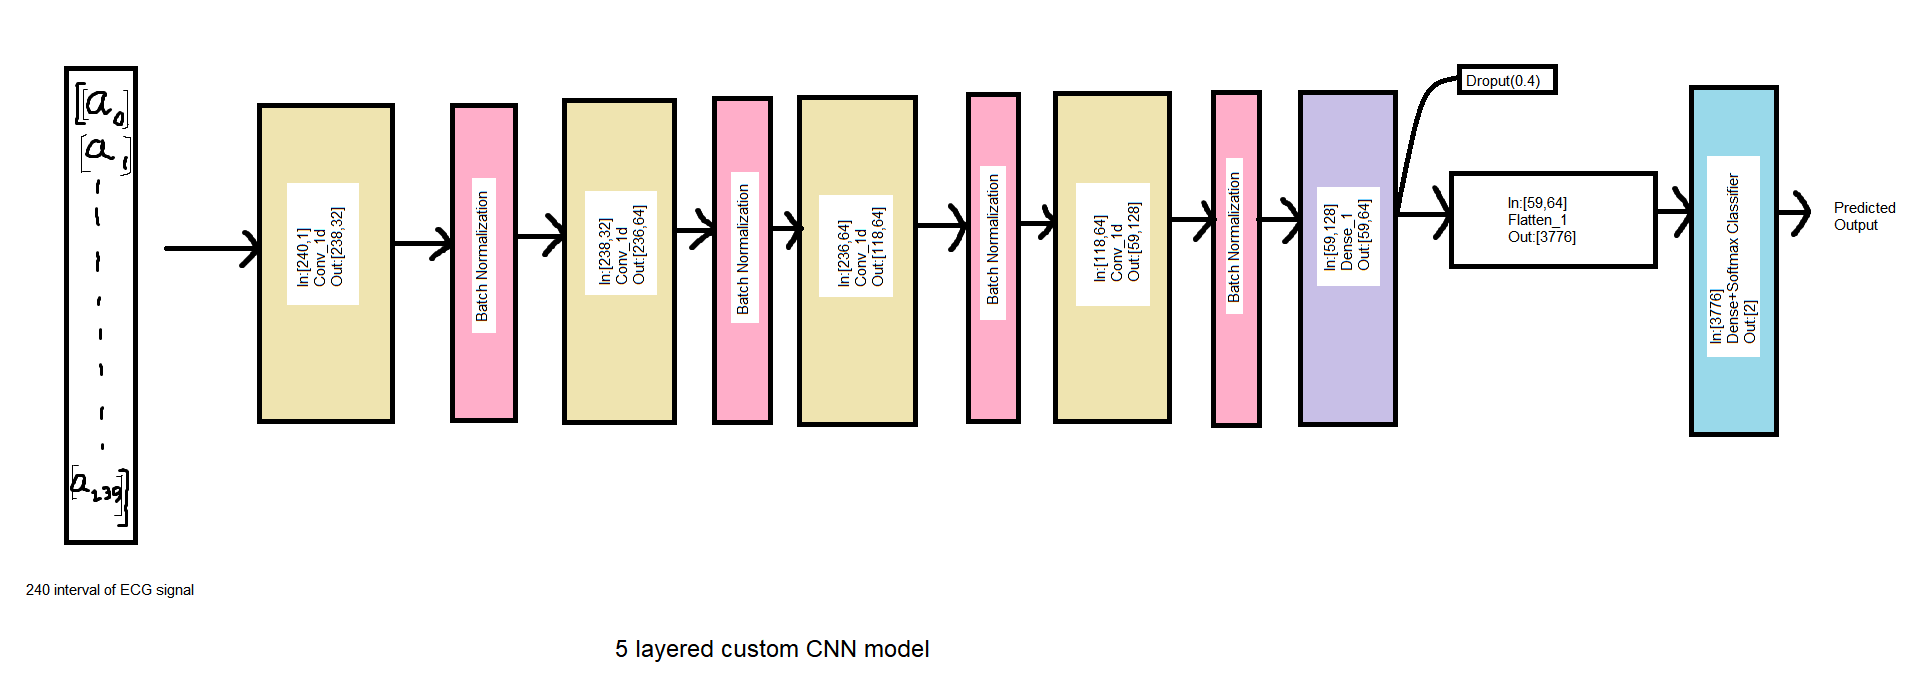 [[a0]
[a1]
[a239]]
240 interval of ECG signal
In:[240,1]
Conv_1d
Out:[238,32]
Batch Normalization
In:[238,32]
Conv_1d
Out:[236,64]
Batch Normalization
In:[236,64]
Conv_1d
Out:[118,64]
Batch Normalization
In:[118,64]
Conv_1d
Out:[59,128]
Batch Normalization
In:[59,128]
Dense_1
Out:[59,64]
Droput(0.4)
In:[59,64]
Flatten_1
Out:[3776]
In:[3776]
Dense+Softmax Classifier
Out:[2]
Predicted
Output
5 layered custom CNN model